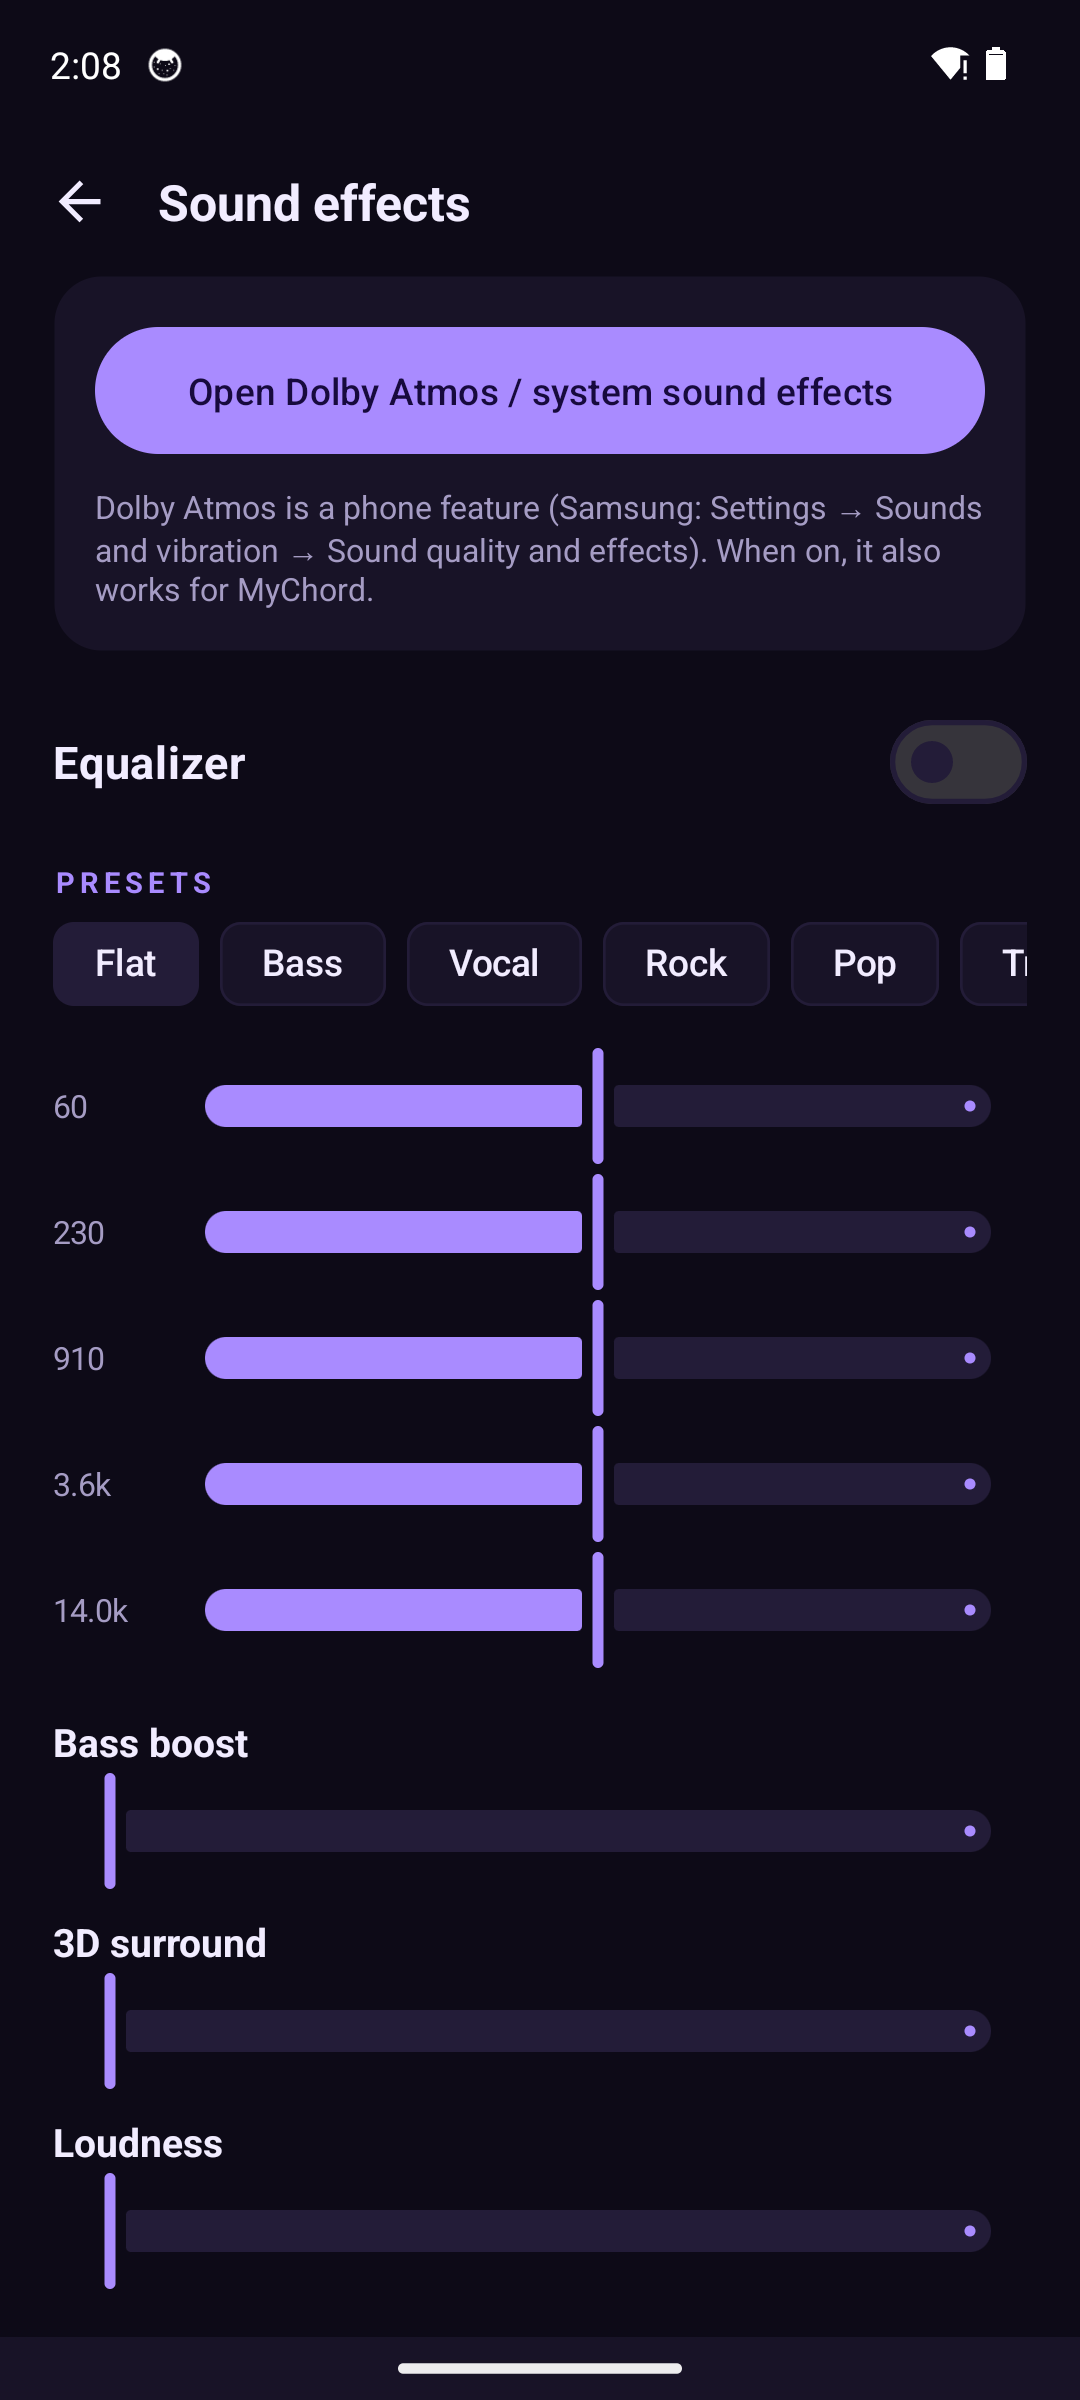 2:08
Sound effects
Open Dolby Atmos / system sound effects
Dolby Atmos is a phone feature (Samsung: Settings → Sounds
and vibration → Sound quality and effects). When on, it also
works for MyChord.
Equalizer
PRESETS
Flat Bass Vocal Rock Pop
60
230
910
3.6k
14.0k
Bass boost
3D surround
Loudness